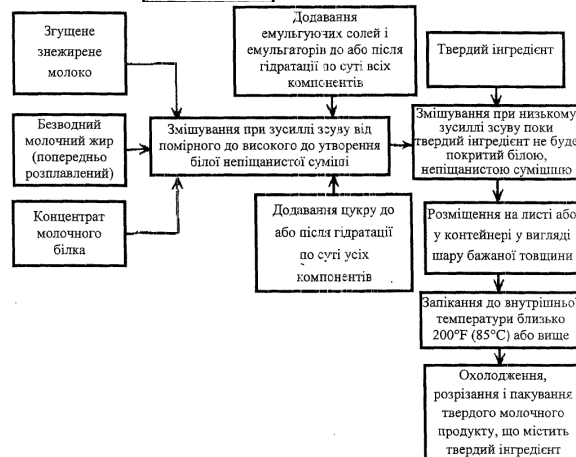 Згущене
знежирене
молоко
Безводний
молочний жир
(попередньо
розплавлений)
Концентрат
молочного
білка
Додавання
емульгуючих солей і
емульгаторів до або після
гідратації по суті всіх
компонентів
Змішування при зусиллі зсуву від
помірного до високого до утворення
білої непіщанистої суміші
Додавання цукру до
або після гідратації
по суті усіх
компонентів
Твердий інгредієнт
Змішування при низькому
зусиллі зсуву поки
твердий інгредієнт не буде
покритий білою,
непіщанистою сумішшю
Розміщення на листі або
у контейнері у вигляді
шару бажаної товщини
Запікання до внутрішньої
температури близько
200°F (85°C) або вище
Охолодження,
розрізання і пакування
твердого молочного
продукту, що містить
твердий інгредієнт